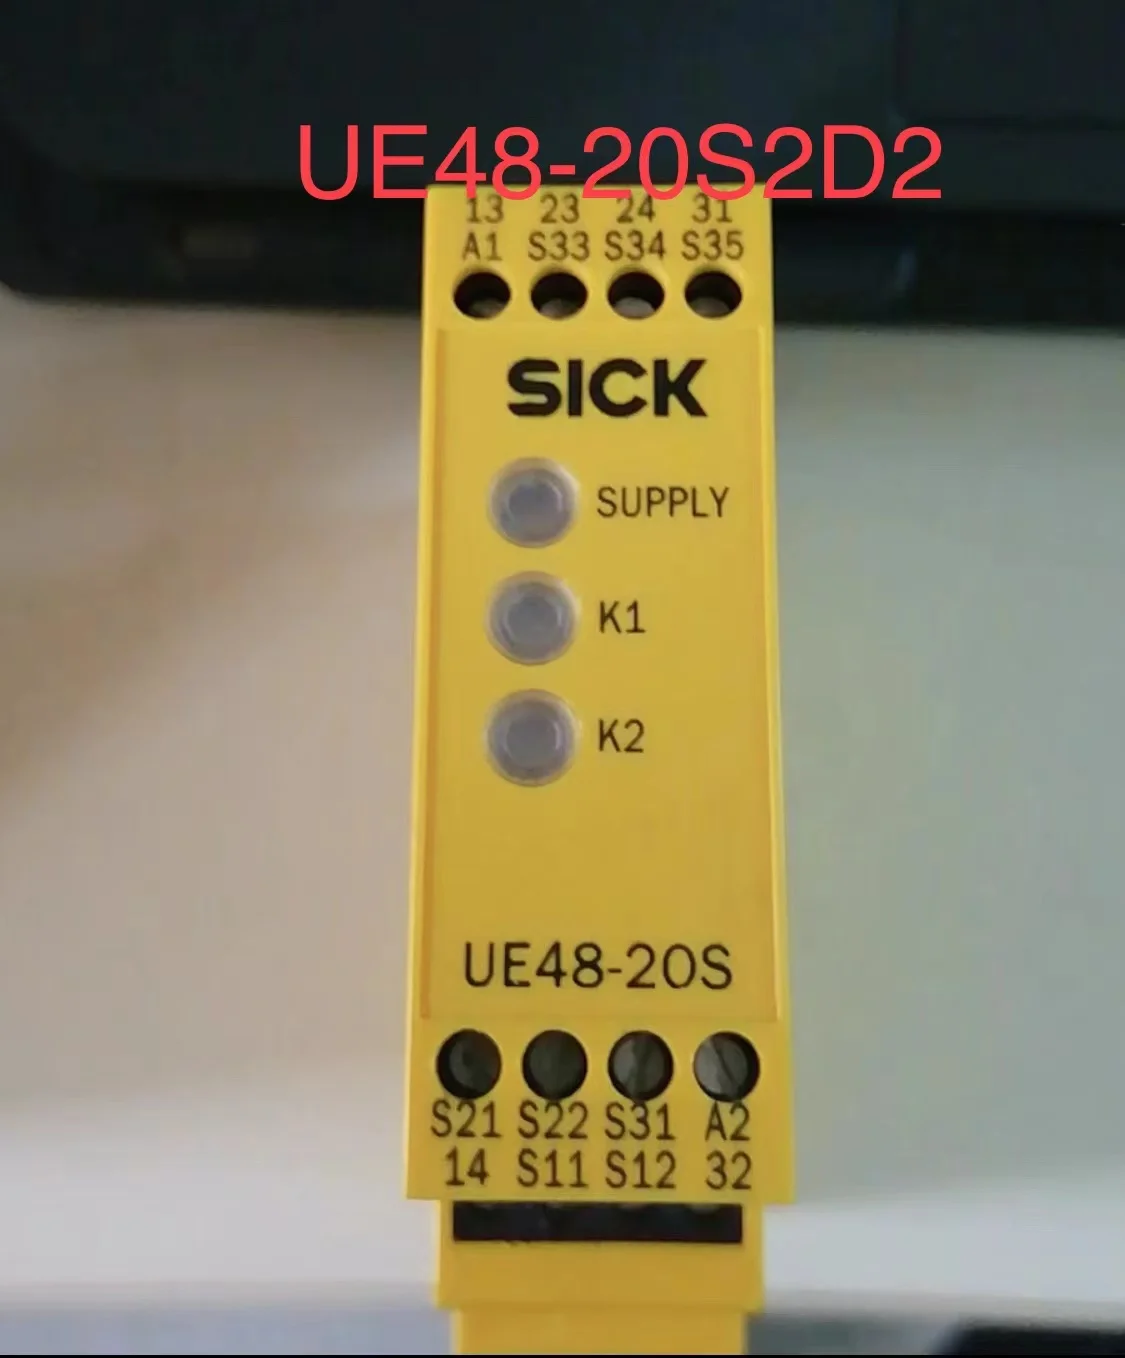 UE48-20S2D2
13 23 24 31
A1 S33 S34 S35
SICK
SUPPLY
K1
K2
UE48-20S
S21 S22 S31 A2
14 S11 S12 32